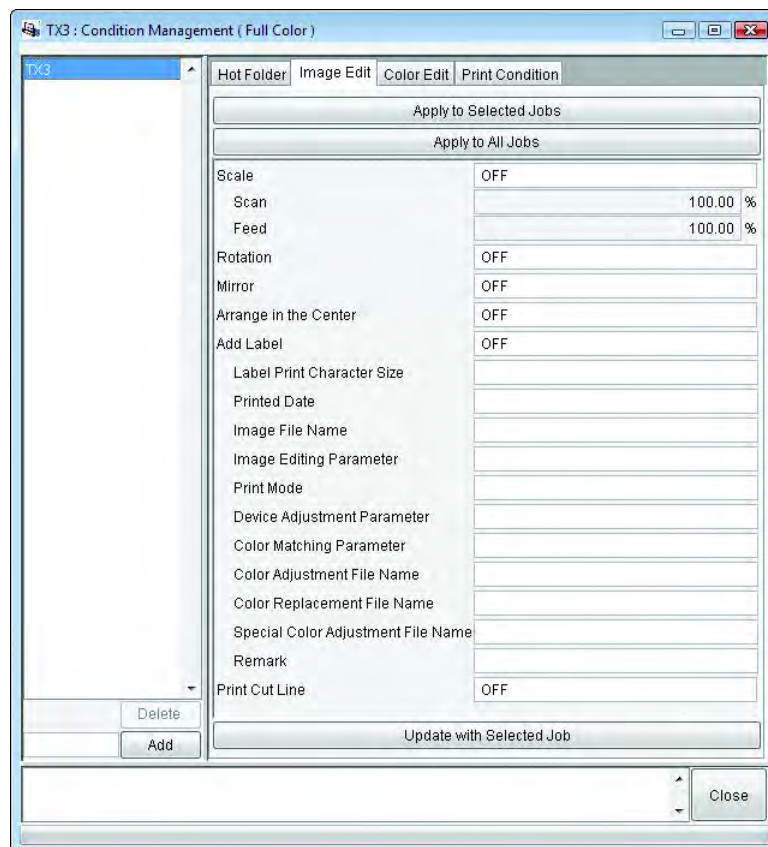 TX3 : Condition Management ( Full Color )
TX3
Hot Folder Image Edit Color Edit Print Condition
Apply to Selected Jobs
Apply to All Jobs
Scale OFF
Scan 100.00 %
Feed 100.00 %
Rotation OFF
Mirror OFF
Arrange in the Center OFF
Add Label OFF
Label Print Character Size
Printed Date
Image File Name
Image Editing Parameter
Print Mode
Device Adjustment Parameter
Color Matching Parameter
Color Adjustment File Name
Color Replacement File Name
Special Color Adjustment File Name
Remark
Print Cut Line OFF
Delete
Add
Update with Selected Job
Close